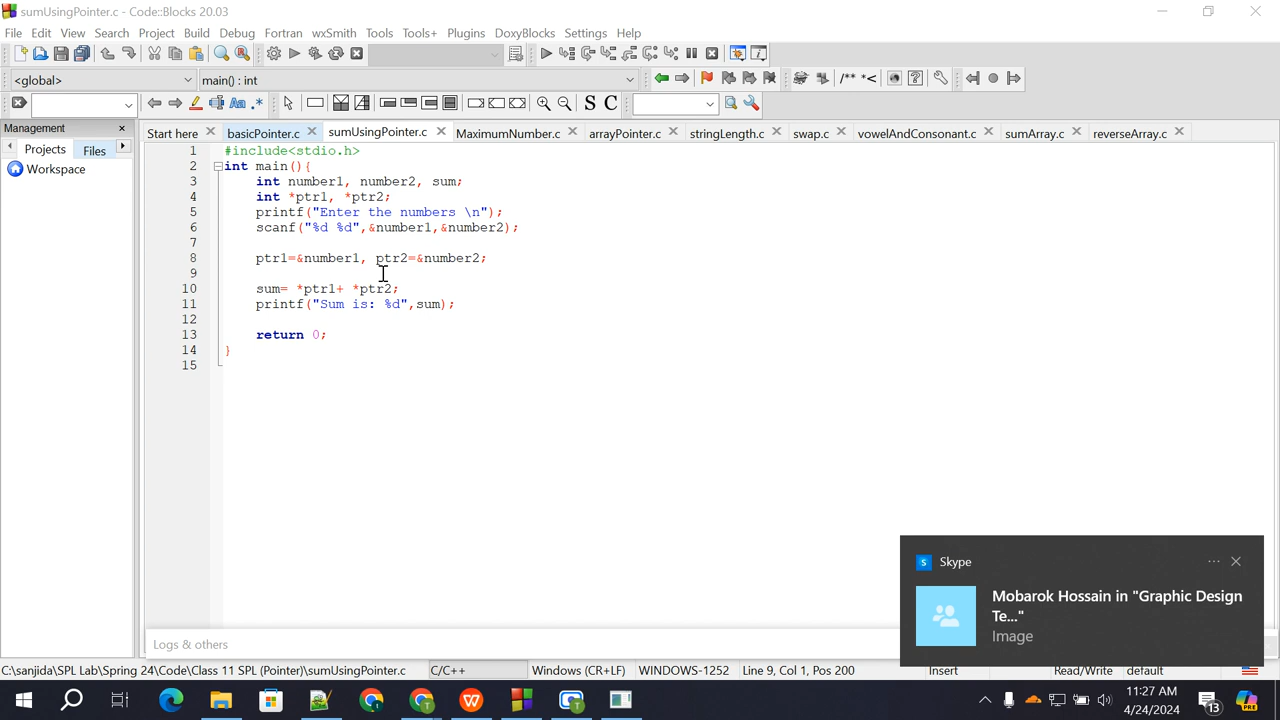 sumUsingPointer.c - Code::Blocks 20.03
File Edit View Search Project Build Debug Fortran wxSmith Tools Tools+ Plugins DoxyBlocks Settings Help
<global> main() : int
/** *<
Aa .* S C
Management
Start here basicPointer.c sumUsingPointer.c MaximumNumber.c arrayPointer.c stringLength.c swap.c vowelAndConsonant.c sumArray.c reverseArray.c
Projects Files
Workspace
1 #include<stdio.h>
2 int main(){
3 int number1, number2, sum;
4 int *ptr1, *ptr2;
5 printf("Enter the numbers \n");
6 scanf("%d %d",&number1,&number2);
7
8 ptr1=&number1, ptr2=&number2;
9
10 sum= *ptr1+ *ptr2;
11 printf("Sum is: %d",sum);
12
13 return 0;
14 }
15
Skype
Mobarok Hossain in "Graphic Design
Te..."
Image
Logs & others
C:\sanjida\SPL Lab\Spring 24\Code\Class 11 SPL (Pointer)\sumUsingPointer.c C/C++ Windows (CR+LF) WINDOWS-1252 Line 9, Col 1, Pos 200 Insert Read/Write default
11:27 AM
4/24/2024
13